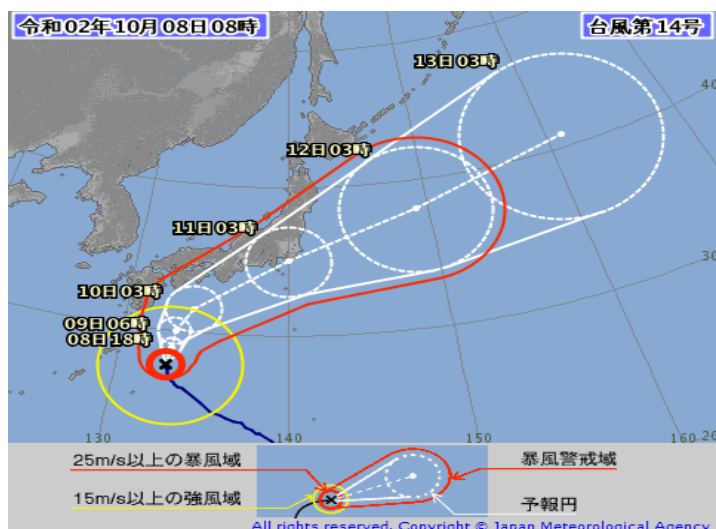 令和02年10月08日08時
台風第14号
13日03時
40
12日03時
11日03時
30
10日03時
09日06時
08日18時
130
140
150
160
20
25m/s以上の暴風域
暴風警戒域
15m/s以上の強風域
予報円
All rights reserved. Copyright © Japan Meteorological Agency